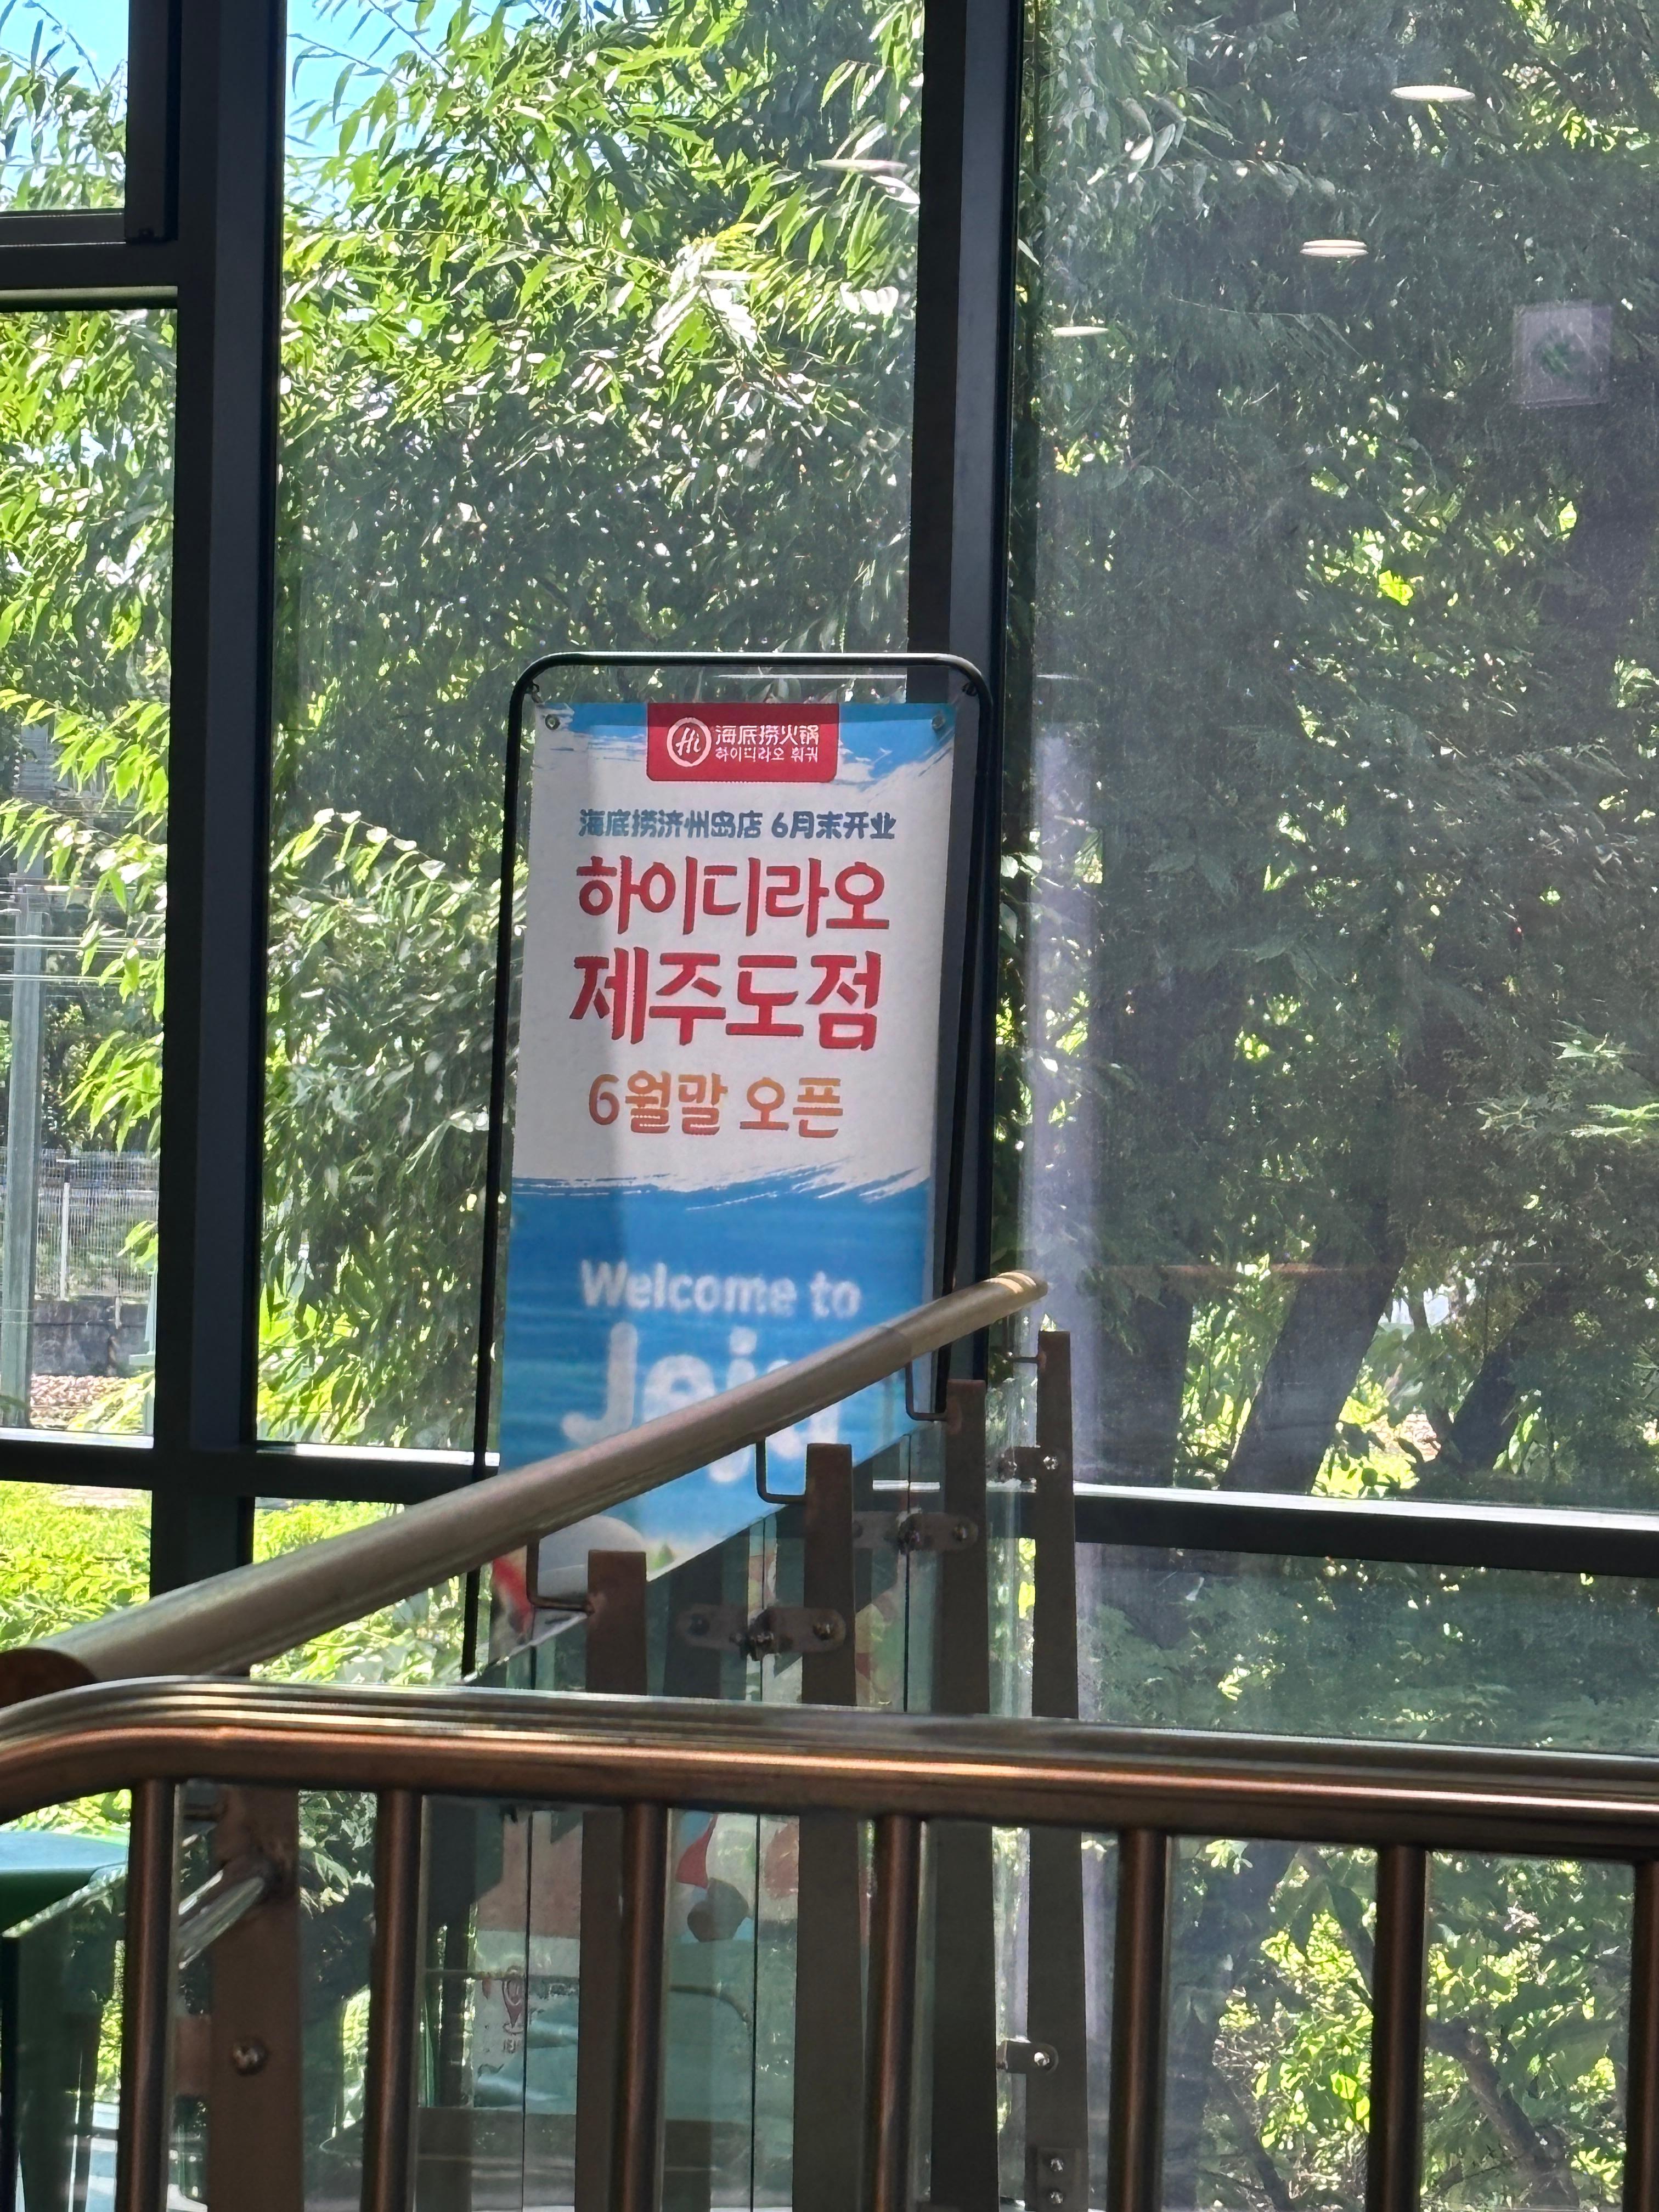 Hi
海底捞火锅
하이디라오 훠궈
海底捞济州岛店 6月末开业
하이디라오
제주도점
6월말 오픈
Welcome to
Jeju